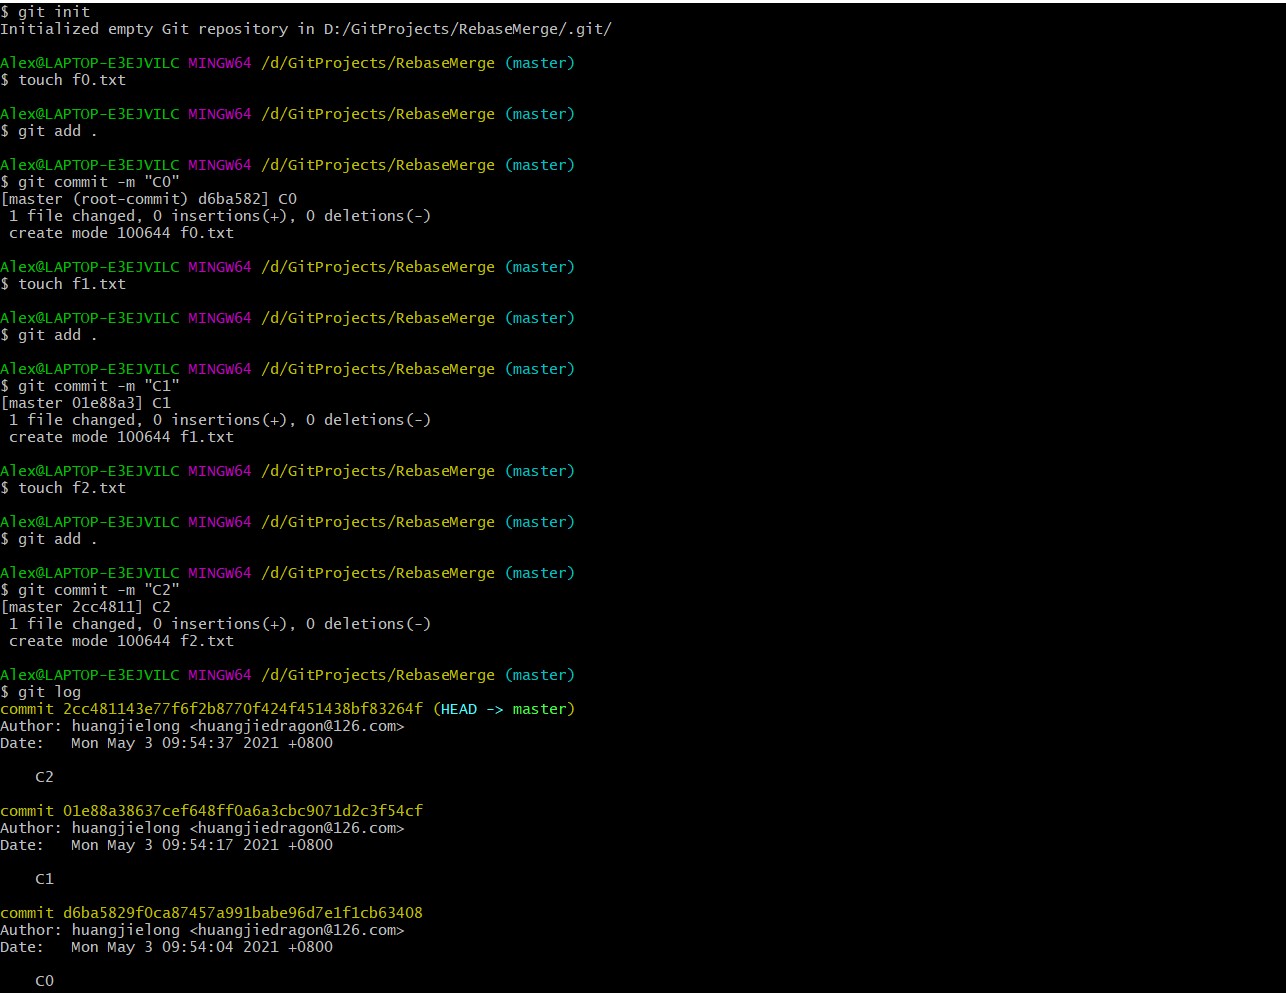 $ git init
Initialized empty Git repository in D:/GitProjects/RebaseMerge/.git/
Alex@LAPTOP-E3EJVILC MINGW64 /d/GitProjects/RebaseMerge (master)
$ touch f0.txt
Alex@LAPTOP-E3EJVILC MINGW64 /d/GitProjects/RebaseMerge (master)
$ git add .
Alex@LAPTOP-E3EJVILC MINGW64 /d/GitProjects/RebaseMerge (master)
$ git commit -m "C0"
[master (root-commit) d6ba582] C0
 1 file changed, 0 insertions(+), 0 deletions(-)
 create mode 100644 f0.txt
Alex@LAPTOP-E3EJVILC MINGW64 /d/GitProjects/RebaseMerge (master)
$ touch f1.txt
Alex@LAPTOP-E3EJVILC MINGW64 /d/GitProjects/RebaseMerge (master)
$ git add .
Alex@LAPTOP-E3EJVILC MINGW64 /d/GitProjects/RebaseMerge (master)
$ git commit -m "C1"
[master 01e88a3] C1
 1 file changed, 0 insertions(+), 0 deletions(-)
 create mode 100644 f1.txt
Alex@LAPTOP-E3EJVILC MINGW64 /d/GitProjects/RebaseMerge (master)
$ touch f2.txt
Alex@LAPTOP-E3EJVILC MINGW64 /d/GitProjects/RebaseMerge (master)
$ git add .
Alex@LAPTOP-E3EJVILC MINGW64 /d/GitProjects/RebaseMerge (master)
$ git commit -m "C2"
[master 2cc4811] C2
 1 file changed, 0 insertions(+), 0 deletions(-)
 create mode 100644 f2.txt
Alex@LAPTOP-E3EJVILC MINGW64 /d/GitProjects/RebaseMerge (master)
$ git log
commit 2cc481143e77f6f2b8770f424f451438bf83264f (HEAD -> master)
Author: huangjielong <huangjiedragon@126.com>
Date:   Mon May 3 09:54:37 2021 +0800
    C2
commit 01e88a38637cef648ff0a6a3cbc9071d2c3f54cf
Author: huangjielong <huangjiedragon@126.com>
Date:   Mon May 3 09:54:17 2021 +0800
    C1
commit d6ba5829f0ca87457a991babe96d7e1f1cb63408
Author: huangjielong <huangjiedragon@126.com>
Date:   Mon May 3 09:54:04 2021 +0800
    C0